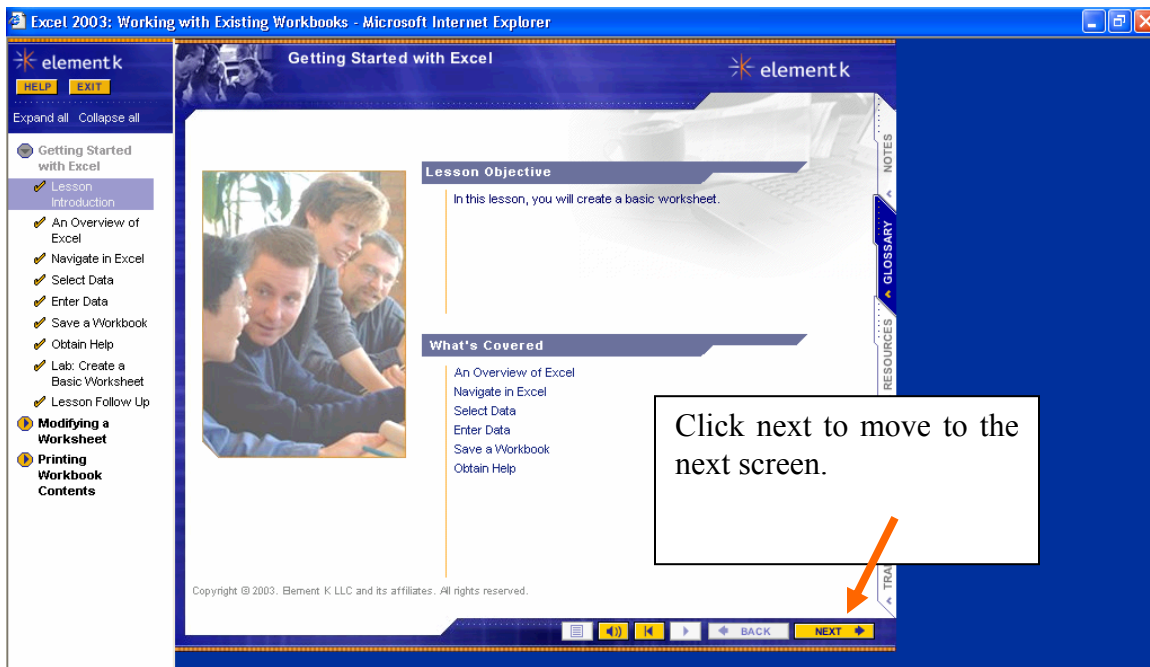 Excel 2003: Working with Existing Workbooks - Microsoft Internet Explorer
elementk
HELP EXIT
Expand all Collapse all
Getting Started
with Excel
Lesson
Introduction
An Overview of
Excel
Navigate in Excel
Select Data
Enter Data
Save a Workbook
Obtain Help
Lab: Create a
Basic Worksheet
Lesson Follow Up
Modifying a
Worksheet
Printing
Workbook
Contents
Getting Started with Excel
elementk
Lesson Objective
In this lesson, you will create a basic worksheet.
What's Covered
An Overview of Excel
Navigate in Excel
Select Data
Enter Data
Save a Workbook
Obtain Help
NOTES
GLOSSARY
RESOURCES
Click next to move to the
next screen.
Copyright © 2003. Element K LLC and its affiliates. All rights reserved.
BACK NEXT